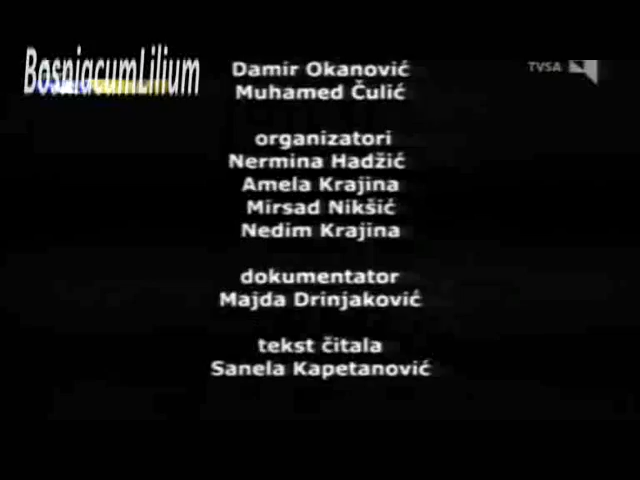 BosniacumLilium
TVSA
Damir Okanović
Muhamed Čulić
organizatori
Nermina Hadžić
Amela Krajina
Mirsad Nikšić
Nedim Krajina
dokumentator
Majda Drinjaković
tekst čitala
Sanela Kapetanović